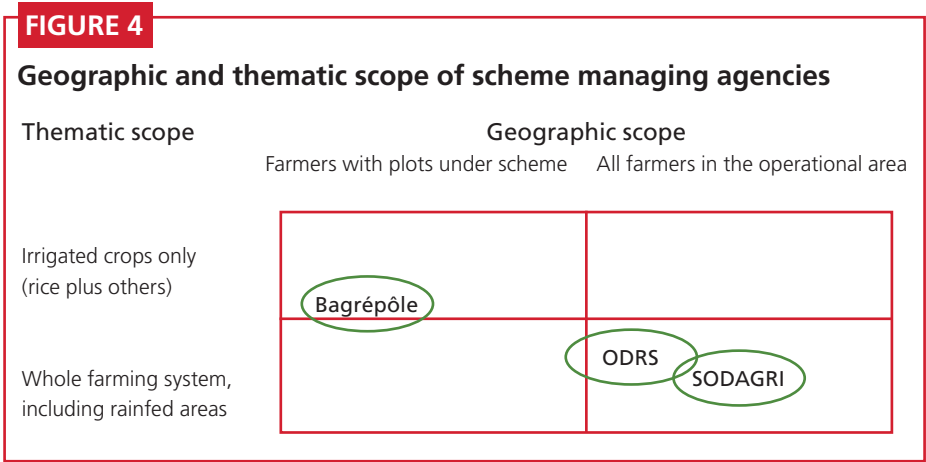 FIGURE 4
Geographic and thematic scope of scheme managing agencies
Thematic scope
Geographic scope
Farmers with plots under scheme
All farmers in the operational area
Irrigated crops only
(rice plus others)
Bagrépôle
Whole farming system,
including rainfed areas
ODRS
SODAGRI